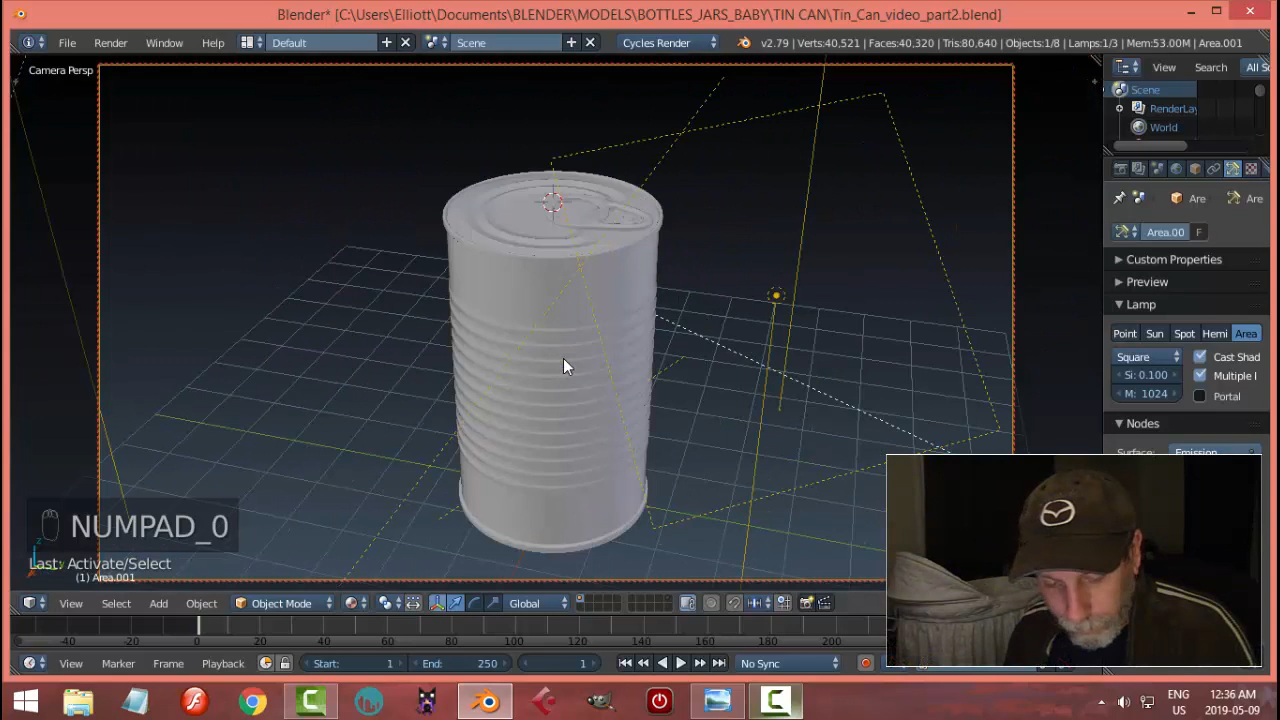 Blender* [C:\Users\Elliott\Documents\BLENDER\MODELS\BOTTLES_JARS_BABY\TIN CAN\Tin_Can_video_part2.blend]
File Render Window Help Default Scene Cycles Render v2.79 | Verts:40,521 | Faces:40,320 | Tris:80,640 | Objects:1/8 | Lamps:1/3 | Mem:53.00M | Area.001
Camera Persp
View Search All Sc
Scene
RenderLay
World
Are Are
Area.00 F
Custom Properties
Preview
Lamp
Point Sun Spot Hemi Area
Square Cast Shad
Si: 0.100 Multiple I
M: 1024 Portal
Nodes
Surface: Emission
NUMPAD_0
Last: Activate/Select
(1) Area.001
View Select Add Object Object Mode Global
-40 -20 0 20 40 60 80 100 120 140 160 180 200
View Marker Frame Playback Start: 1 End: 250 1 No Sync
ENG 12:36 AM
US 2019-05-09